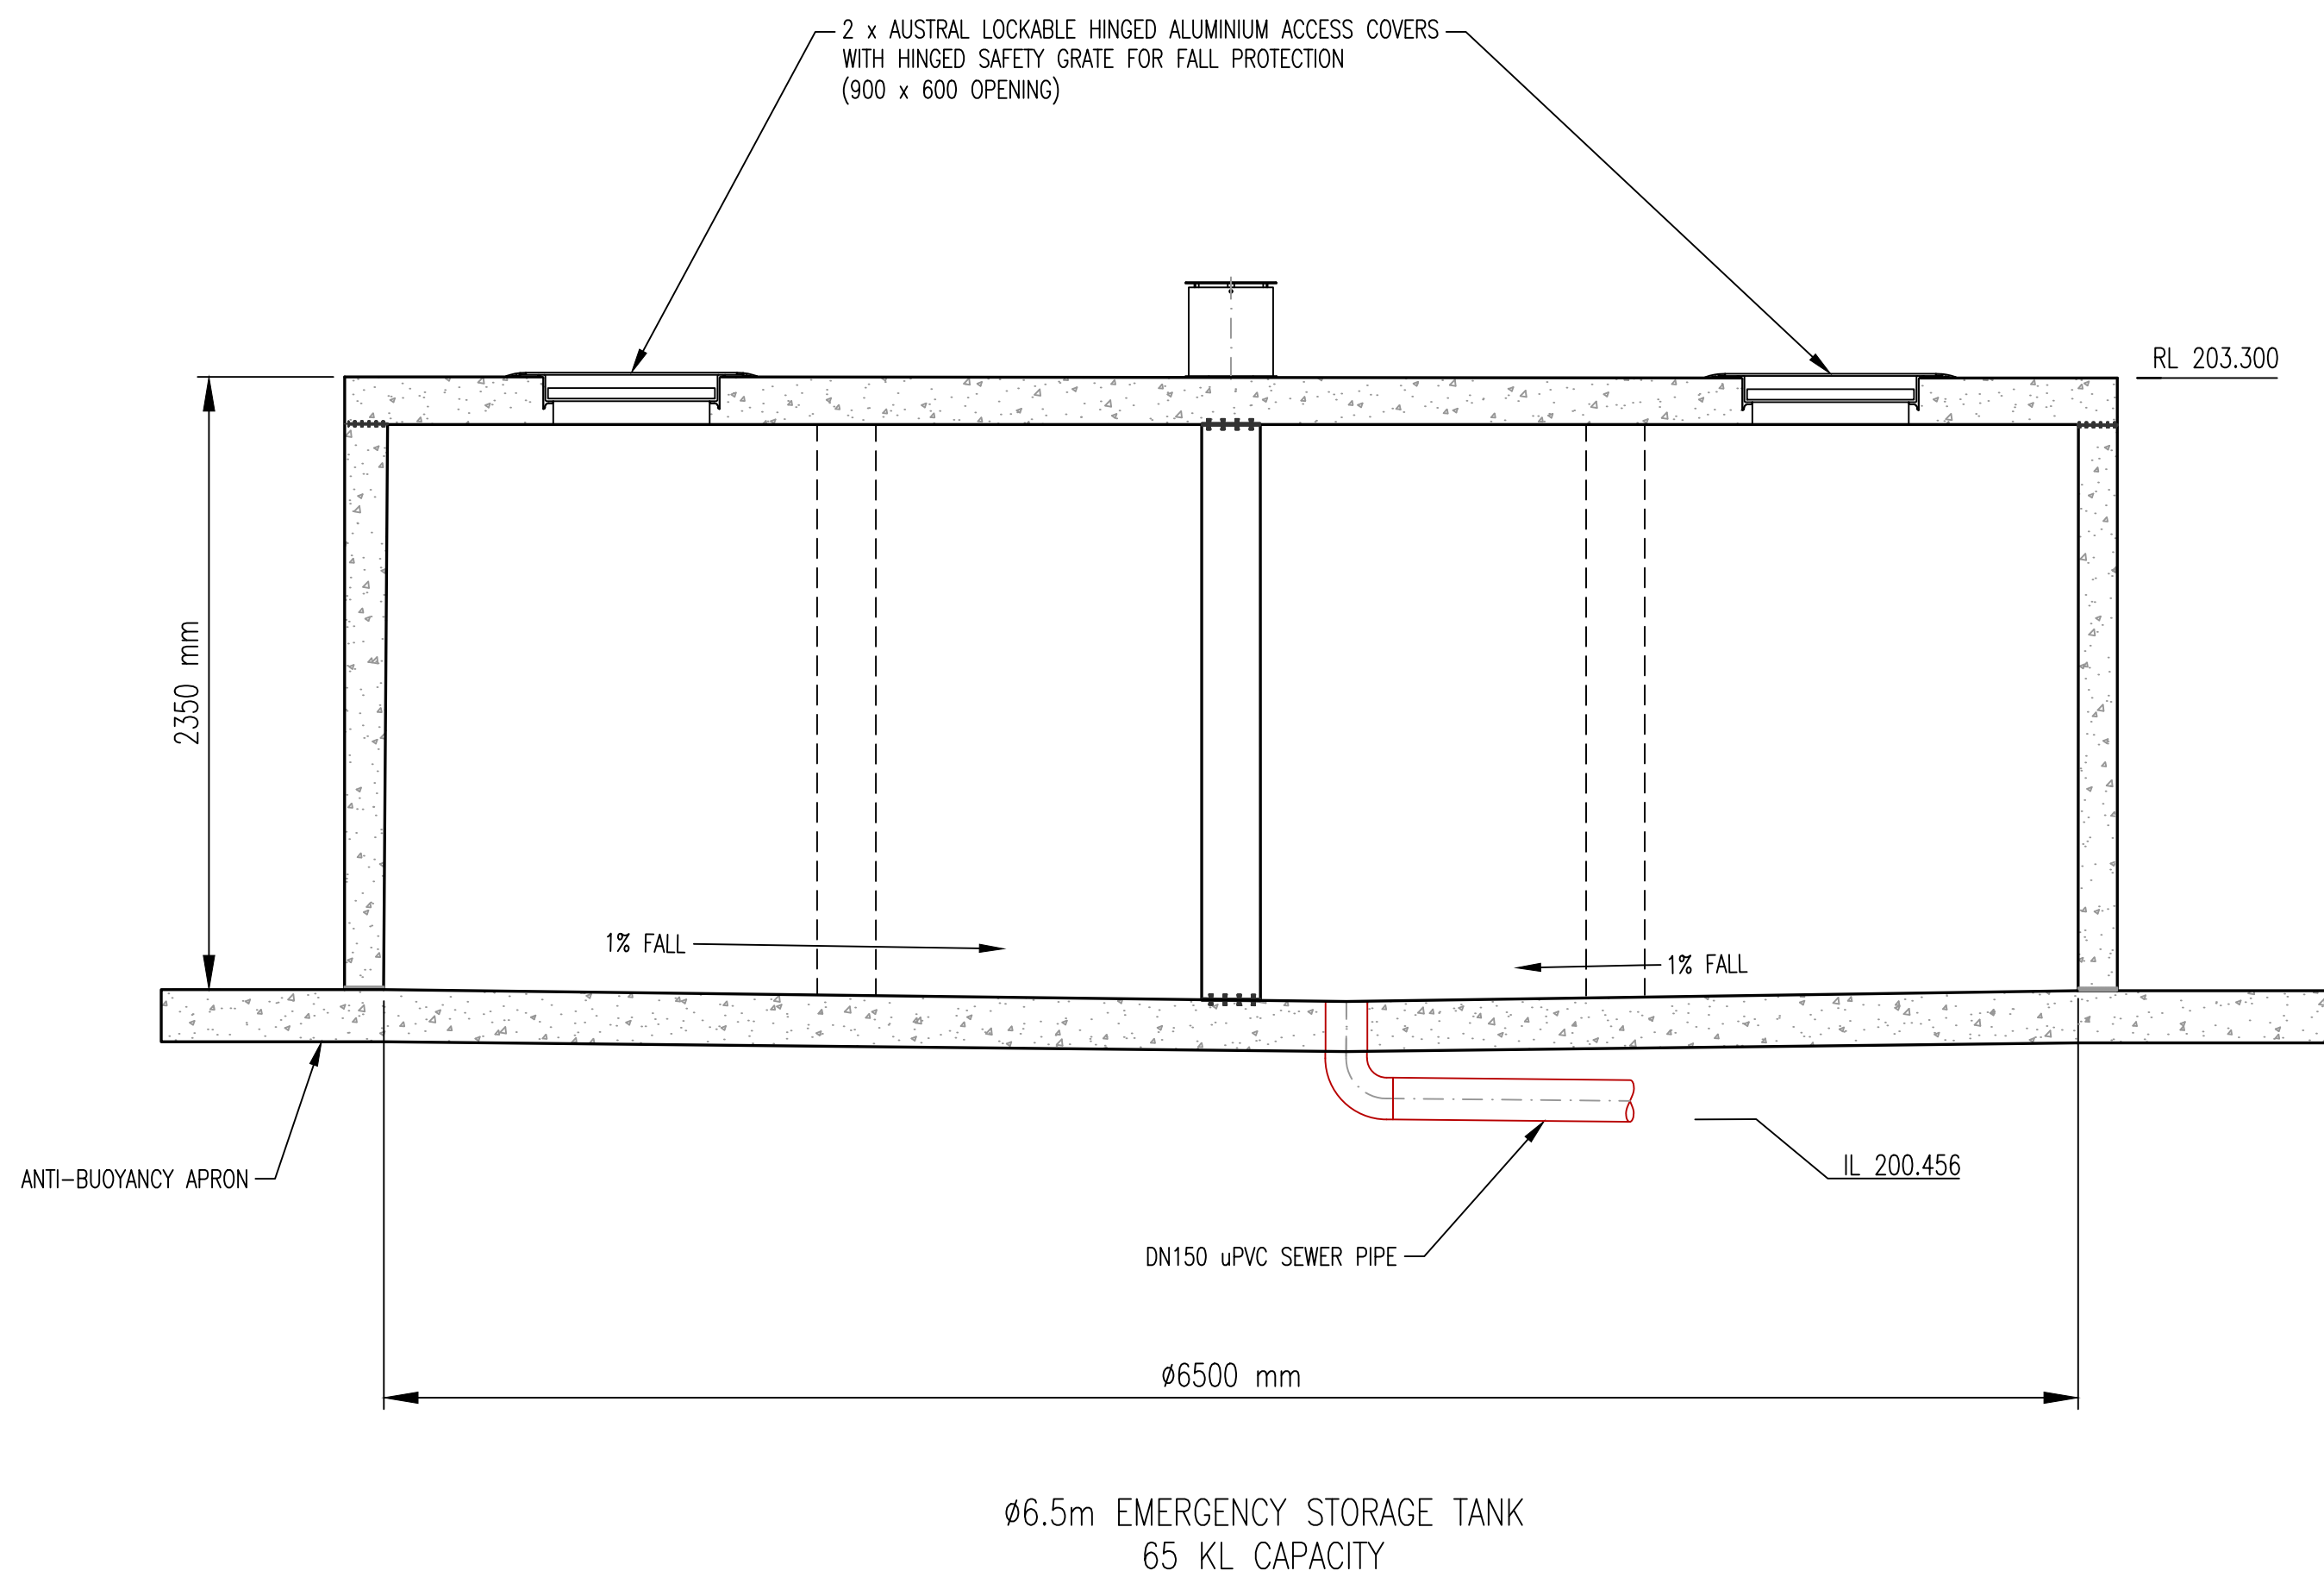 2 x AUSTRAL LOCKABLE HINGED ALUMINIUM ACCESS COVERS
WITH HINGED SAFETY GRATE FOR FALL PROTECTION
(900 x 600 OPENING)
RL 203.300
2350 mm
1% FALL
1% FALL
ANTI-BUOYANCY APRON
IL 200.456
DN150 uPVC SEWER PIPE
ø6500 mm
ø6.5m EMERGENCY STORAGE TANK
65 KL CAPACITY